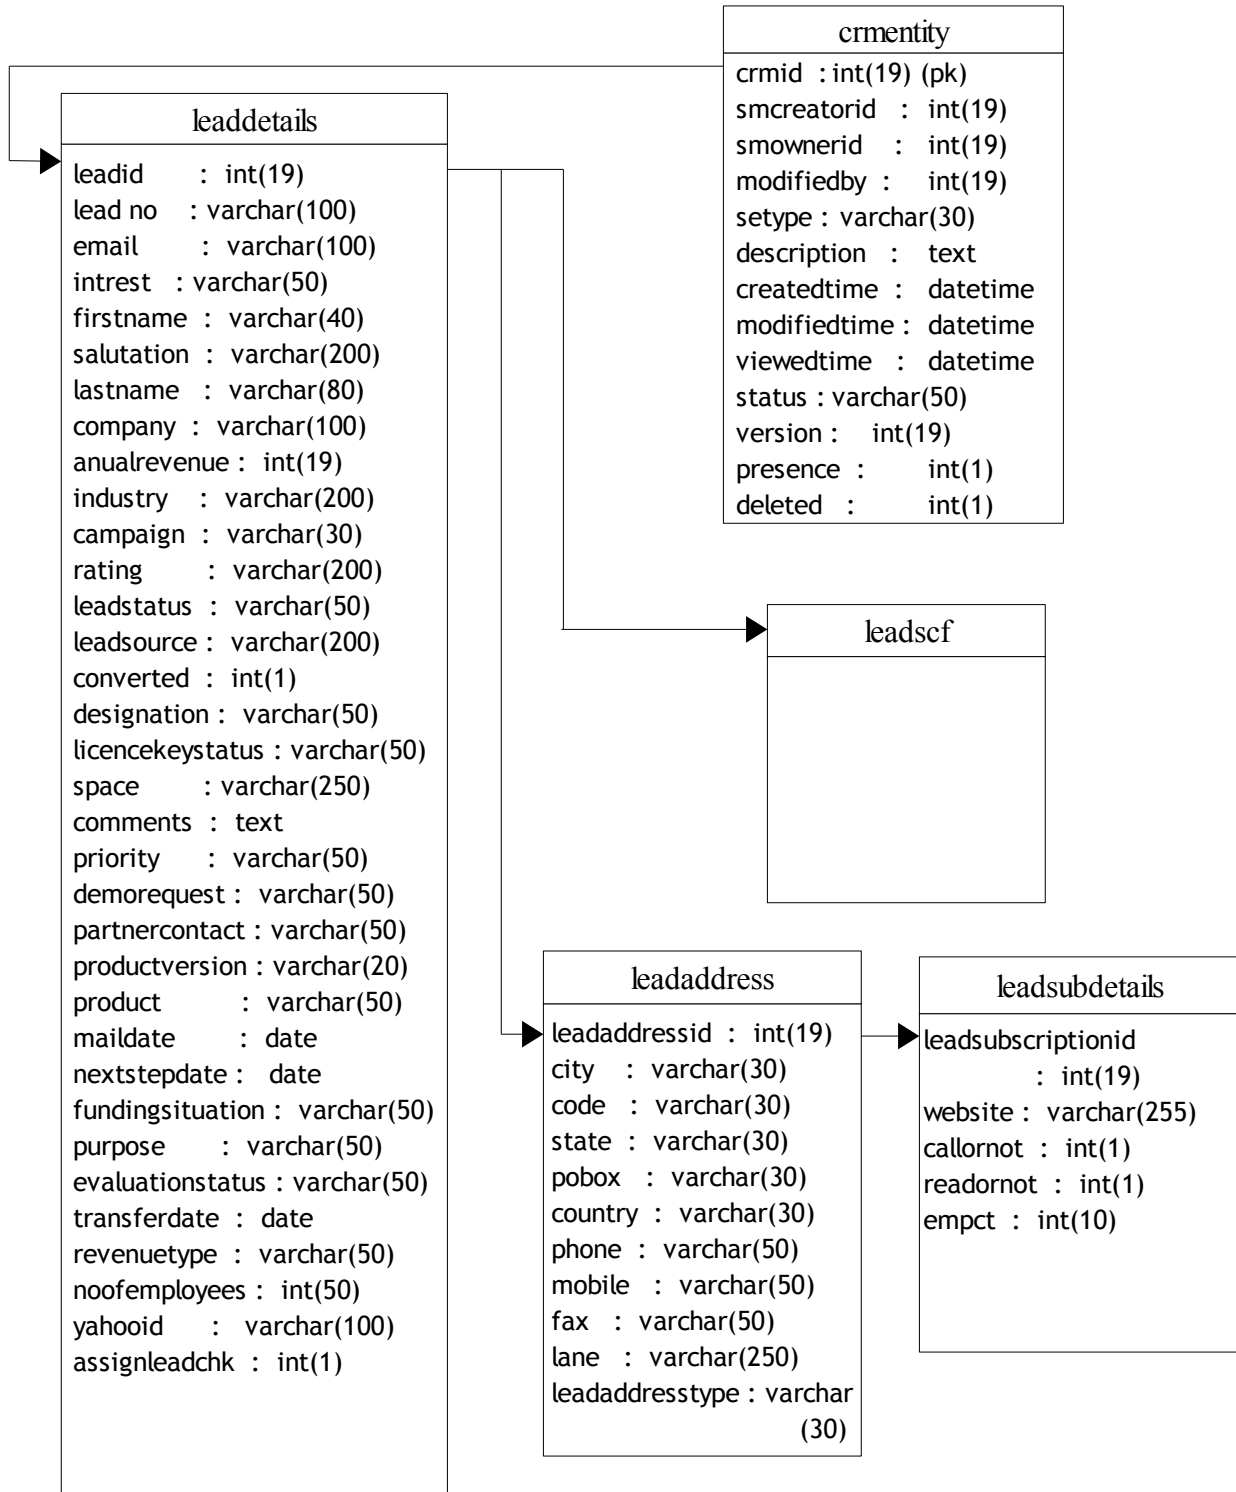 crmentity
crmid : int(19) (pk)
smcreatorid : int(19)
smownerid : int(19)
modifiedby : int(19)
setype : varchar(30)
description : text
createdtime : datetime
modifiedtime : datetime
viewedtime : datetime
status : varchar(50)
version : int(19)
presence : int(1)
deleted : int(1)
leaddetails
leadid : int(19)
lead no : varchar(100)
email : varchar(100)
intrest : varchar(50)
firstname : varchar(40)
salutation : varchar(200)
lastname : varchar(80)
company : varchar(100)
anualrevenue : int(19)
industry : varchar(200)
campaign : varchar(30)
rating : varchar(200)
leadstatus : varchar(50)
leadsource : varchar(200)
converted : int(1)
designation : varchar(50)
licencekeystatus : varchar(50)
space : varchar(250)
comments : text
priority : varchar(50)
demorequest : varchar(50)
partnercontact : varchar(50)
productversion : varchar(20)
product : varchar(50)
maildate : date
nextstepdate : date
fundingsituation : varchar(50)
purpose : varchar(50)
evaluationstatus : varchar(50)
transferdate : date
revenuetype : varchar(50)
noofemployees : int(50)
yahooid : varchar(100)
assignleadchk : int(1)
leadscf
leadaddress
leadaddressid : int(19)
city : varchar(30)
code : varchar(30)
state : varchar(30)
pobox : varchar(30)
country : varchar(30)
phone : varchar(50)
mobile : varchar(50)
fax : varchar(50)
lane : varchar(250)
leadaddresstype : varchar
(30)
leadsubdetails
leadsubscriptionid
: int(19)
website : varchar(255)
callornot : int(1)
readornot : int(1)
empct : int(10)